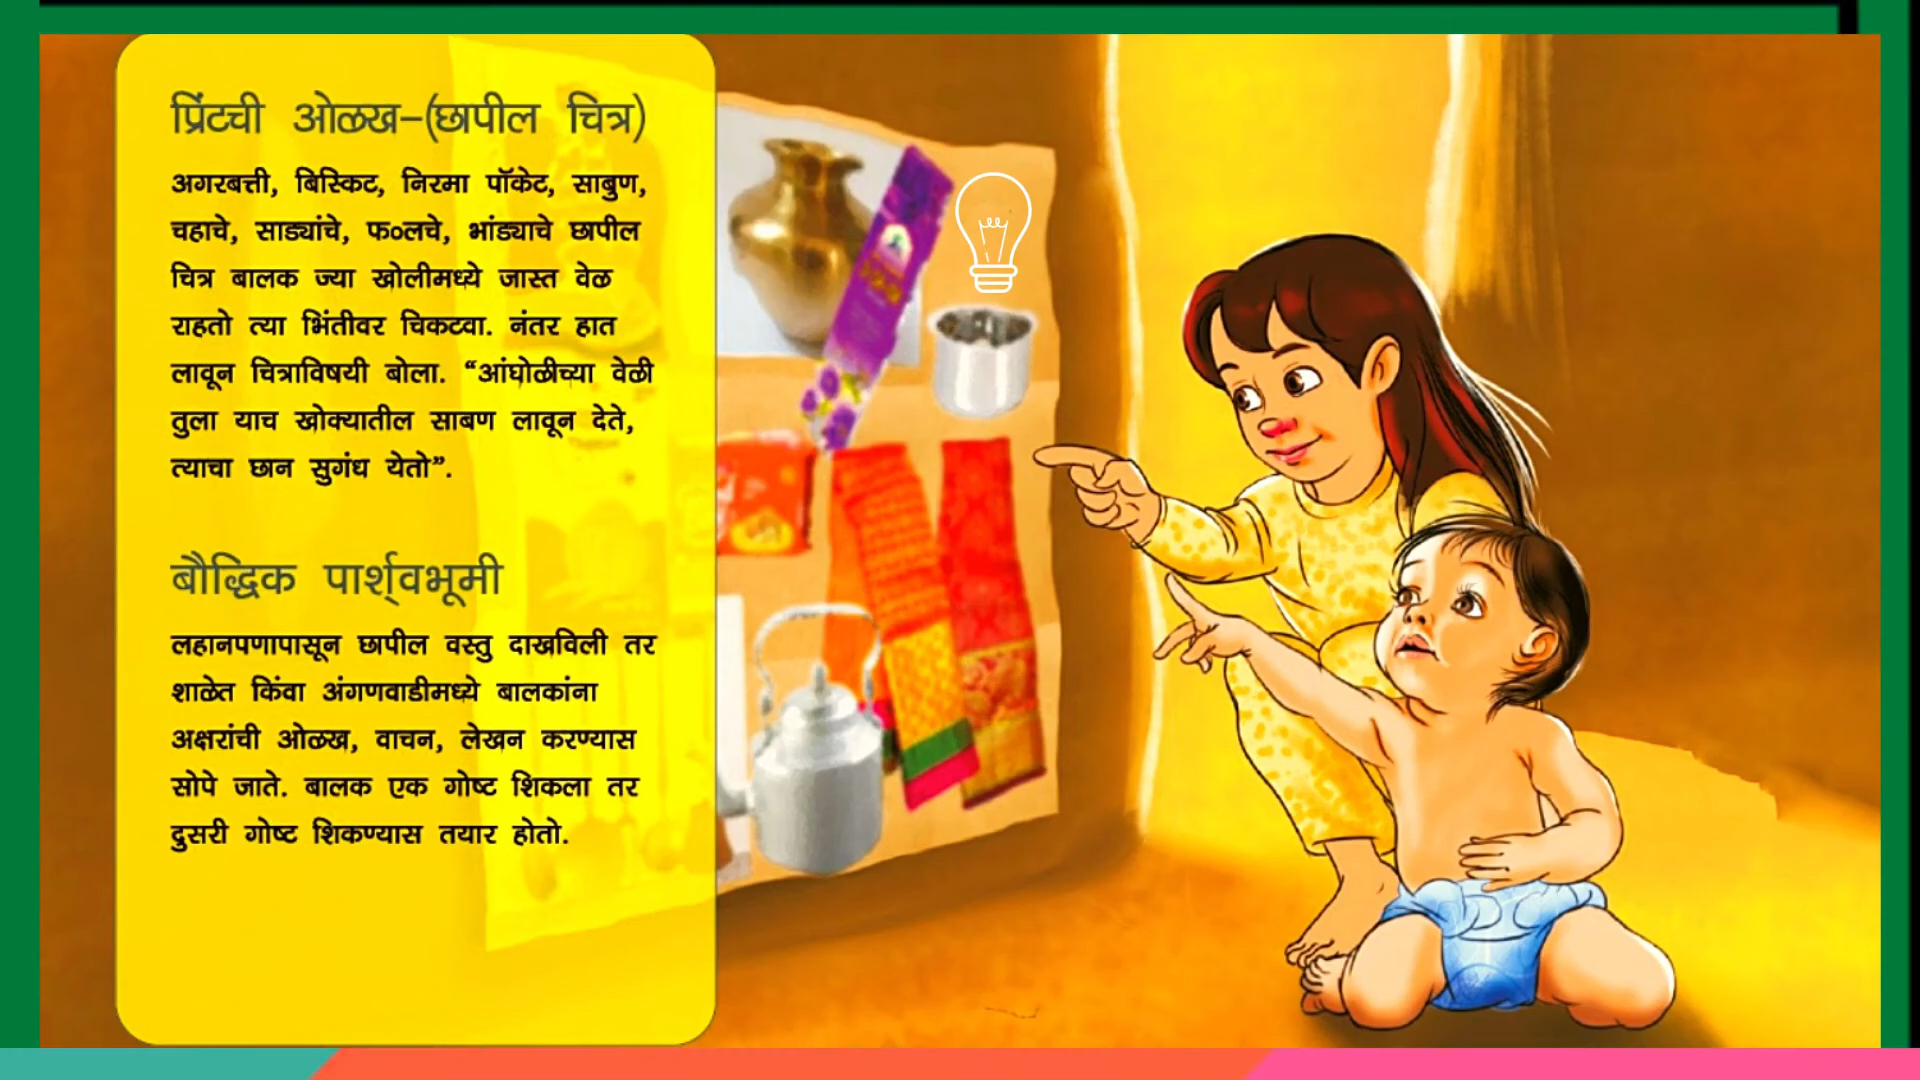 प्रिंटची ओळख-(छापील चित्र)
अगरबत्ती, बिस्किट, निरमा पॉकेट, साबुण,
चहाचे, साड्यांचे, फoलचे, भांड्याचे छापील
चित्र बालक ज्या खोलीमध्ये जास्त वेळ
राहतो त्या भिंतीवर चिकटवा. नंतर हात
लावून चित्राविषयी बोला. “आंघोळीच्या वेळी
तुला याच खोक्यातील साबण लावून देते,
त्याचा छान सुगंध येतो”.
बौद्धिक पार्श्वभूमी
लहानपणापासून छापील वस्तु दाखविली तर
शाळेत किंवा अंगणवाडीमध्ये बालकांना
अक्षरांची ओळख, वाचन, लेखन करण्यास
सोपे जाते. बालक एक गोष्ट शिकला तर
दुसरी गोष्ट शिकण्यास तयार होतो.